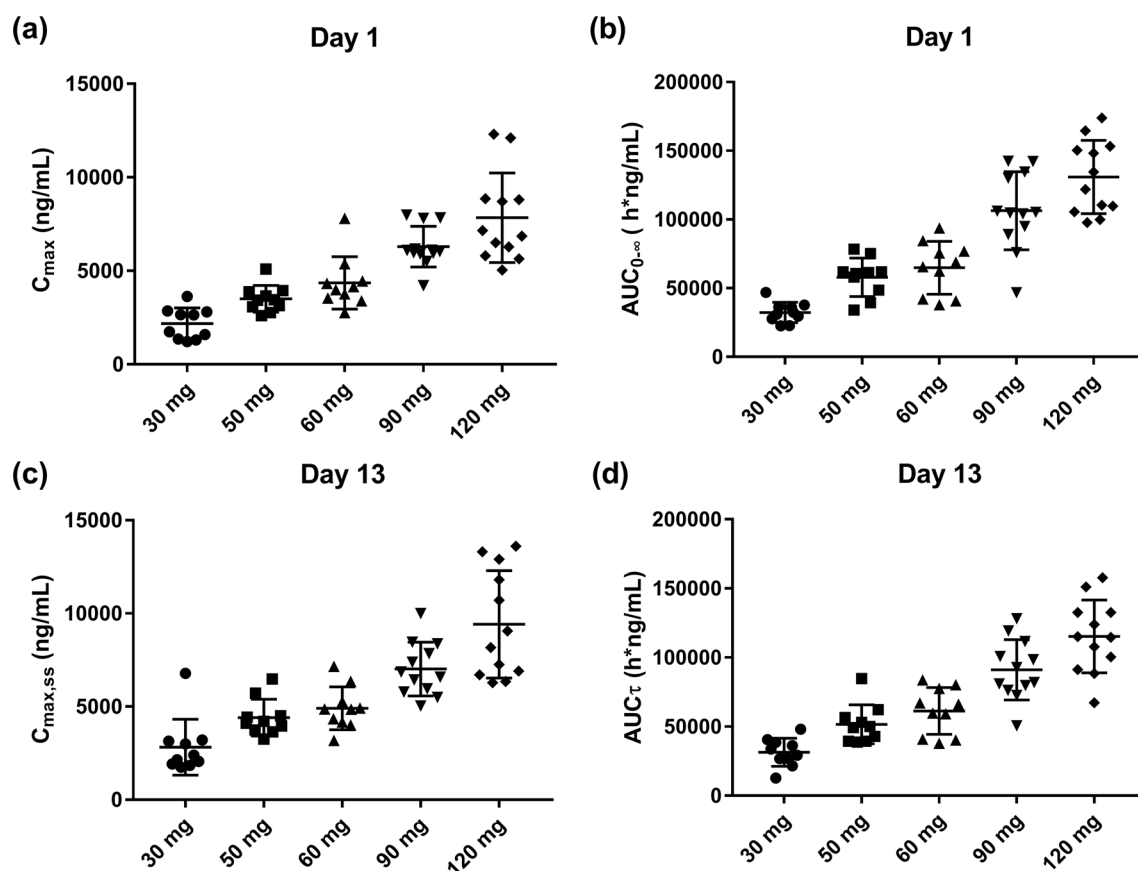 (a)
Day 1
C_max (ng/mL)
15000
10000
5000
0
30 mg
50 mg
60 mg
90 mg
120 mg
(b)
Day 1
AUC_0-∞ ( h*ng/mL)
200000
150000
100000
50000
0
30 mg
50 mg
60 mg
90 mg
120 mg
(c)
Day 13
C_max,ss (ng/mL)
15000
10000
5000
0
30 mg
50 mg
60 mg
90 mg
120 mg
(d)
Day 13
AUCτ (h*ng/mL)
200000
150000
100000
50000
0
30 mg
50 mg
60 mg
90 mg
120 mg